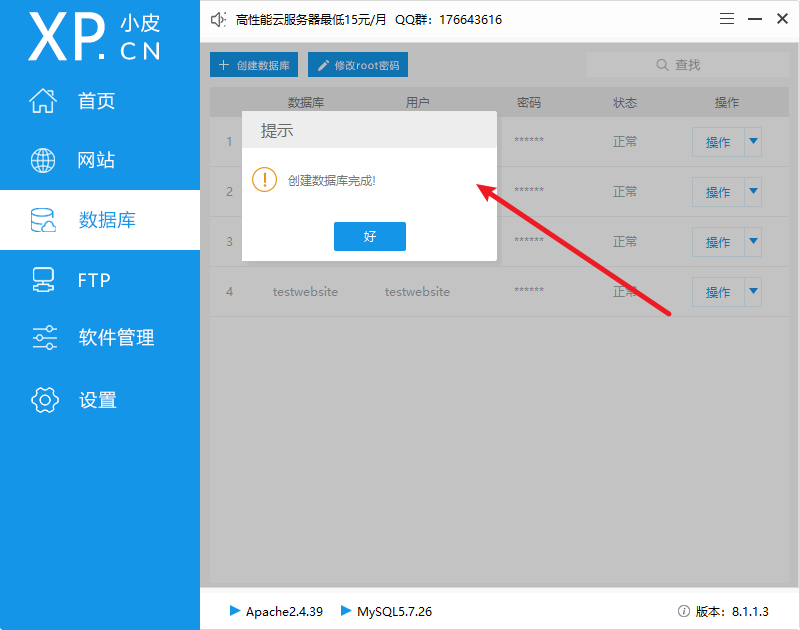 XP. 小皮
CN
高性能云服务器最低15元/月 QQ群：176643616
首页
网站
数据库
FTP
软件管理
设置
创建数据库 修改root密码 查找
数据库 用户 密码 状态 操作
1 ****** 正常 操作
2 ****** 正常 操作
3 ****** 正常 操作
4 testwebsite testwebsite ****** 正常 操作
提示
创建数据库完成!
好
Apache2.4.39 MySQL5.7.26 版本：8.1.1.3